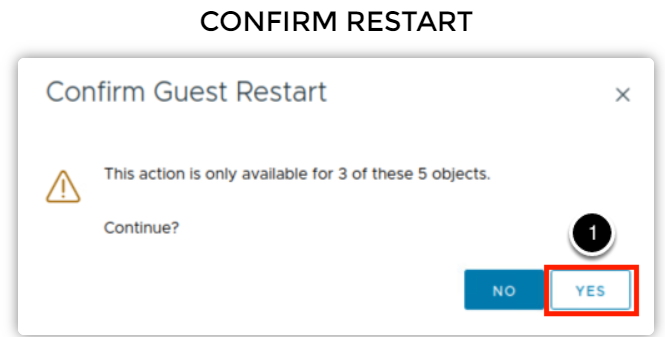 CONFIRM RESTART
Confirm Guest Restart
This action is only available for 3 of these 5 objects.
Continue?
1
NO YES